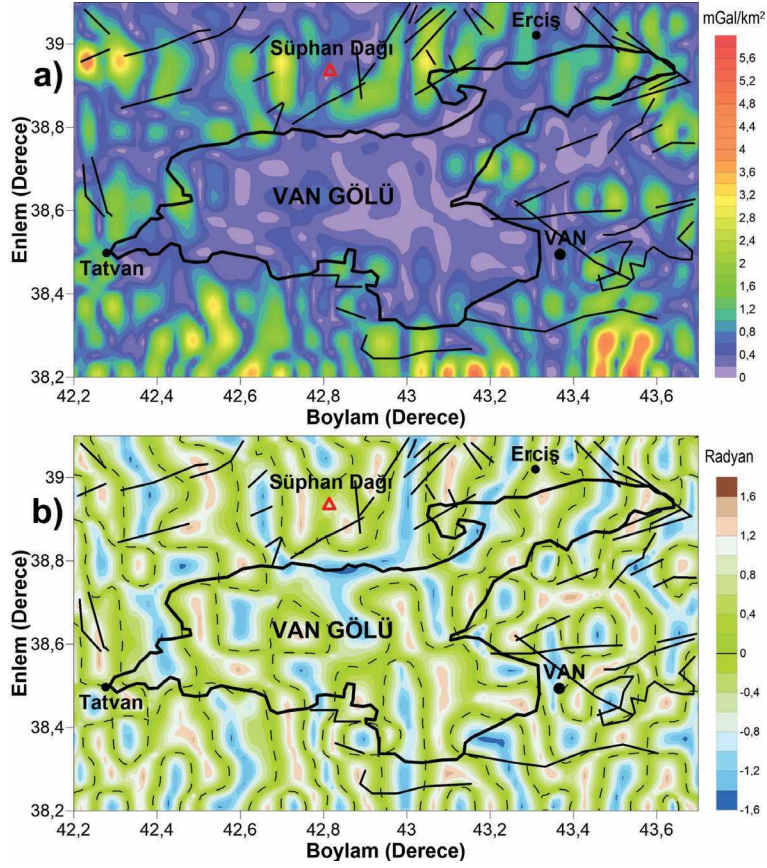 mGal/km²
39
Erciş
Süphan Dağı
a)
5,6
5,2
4,8
4,4
4
3,6
3,2
2,8
2,4
2
1,6
1,2
0,8
0,4
0
38,8
38,6
38,4
38,2
Enlem (Derece)
VAN GÖLÜ
VAN
Tatvan
42,2
42,4
42,6
42,8
43
43,2
43,4
43,6
Boylam (Derece)
Radyan
39
Erciş
Süphan Dağı
b)
1,6
1,2
0,8
0,4
0
-0,4
-0,8
-1,2
-1,6
38,8
38,6
38,4
38,2
Enlem (Derece)
VAN GÖLÜ
VAN
Tatvan
42,2
42,4
42,6
42,8
43
43,2
43,4
43,6
Boylam (Derece)